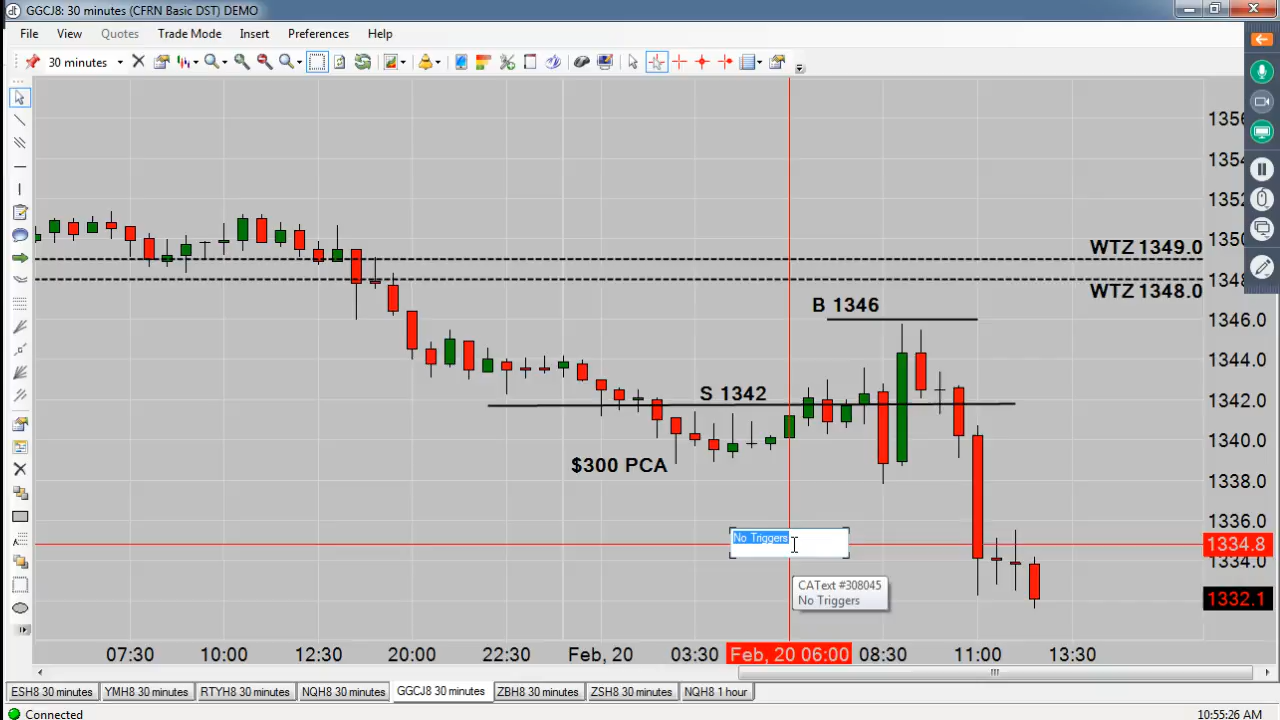 GGCJ8: 30 minutes (CFRN Basic DST) DEMO
File View Quotes Trade Mode Insert Preferences Help
30 minutes
1356
1354
1352
WTZ 1349.0
1350
1348
WTZ 1348.0
B 1346
1346.0
1344.0
S 1342
1342.0
1340.0
$300 PCA
1338.0
1336.0
No Triggers
1334.8
1334.0
CAText #308045
No Triggers
1332.1
07:30 10:00 12:30 20:00 22:30 Feb, 20 03:30 Feb, 20 06:00 08:30 11:00 13:30
ESH8 30 minutes YMH8 30 minutes RTYH8 30 minutes NQH8 30 minutes GGCJ8 30 minutes ZBH8 30 minutes ZSH8 30 minutes NQH8 1 hour
Connected 10:55:26 AM